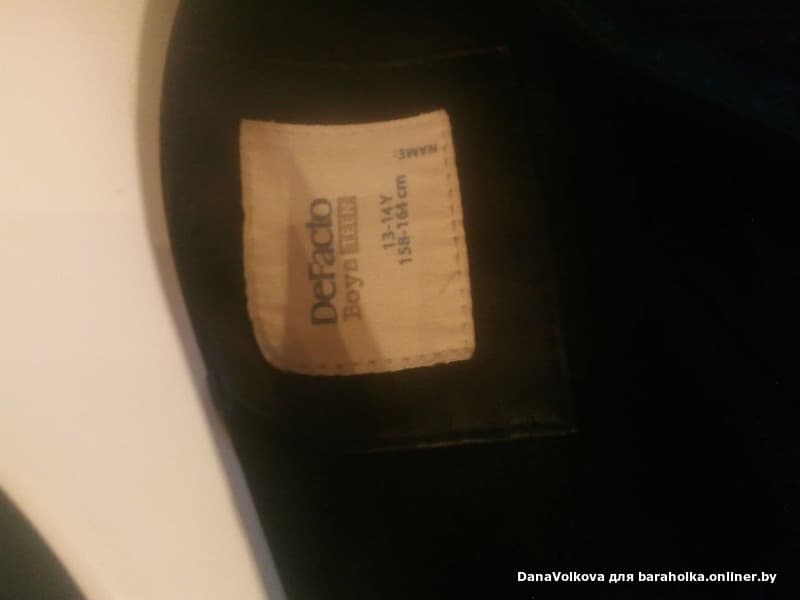 DeFacto
Boys TEEN
13-14Y
158-164 cm
NAME:
DanaVolkova для baraholka.onliner.by